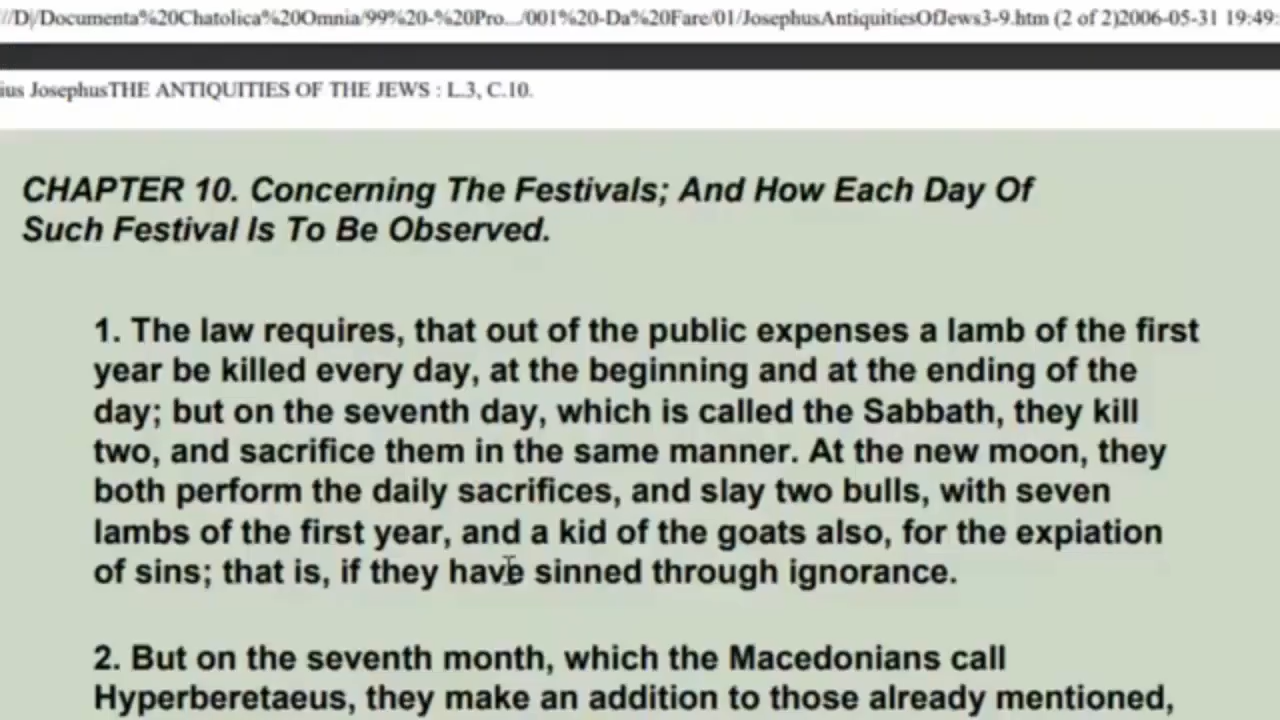 //Dj/Documenta%20Chatolica%20Omnia/99%20-%20Pro.../001%20-Da%20Fare/01/JosephusAntiquitiesOfJews3-9.htm (2 of 2)2006-05-31 19:49:
ius JosephusTHE ANTIQUITIES OF THE JEWS : L.3, C.10.
CHAPTER 10. Concerning The Festivals; And How Each Day Of
Such Festival Is To Be Observed.
1. The law requires, that out of the public expenses a lamb of the first
year be killed every day, at the beginning and at the ending of the
day; but on the seventh day, which is called the Sabbath, they kill
two, and sacrifice them in the same manner. At the new moon, they
both perform the daily sacrifices, and slay two bulls, with seven
lambs of the first year, and a kid of the goats also, for the expiation
of sins; that is, if they have sinned through ignorance.
2. But on the seventh month, which the Macedonians call
Hyperberetaeus, they make an addition to those already mentioned,